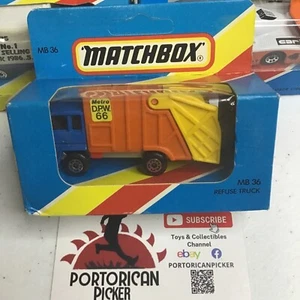 No.1
SELLING
MB 36
MATCHBOX
Metro
D.P.W.
66
MB 36
REFUSE TRUCK
SUBSCRIBE
Toys & Collectibles
Channel
ebay
PORTORICANPICKER
PORTORICAN
PICKER